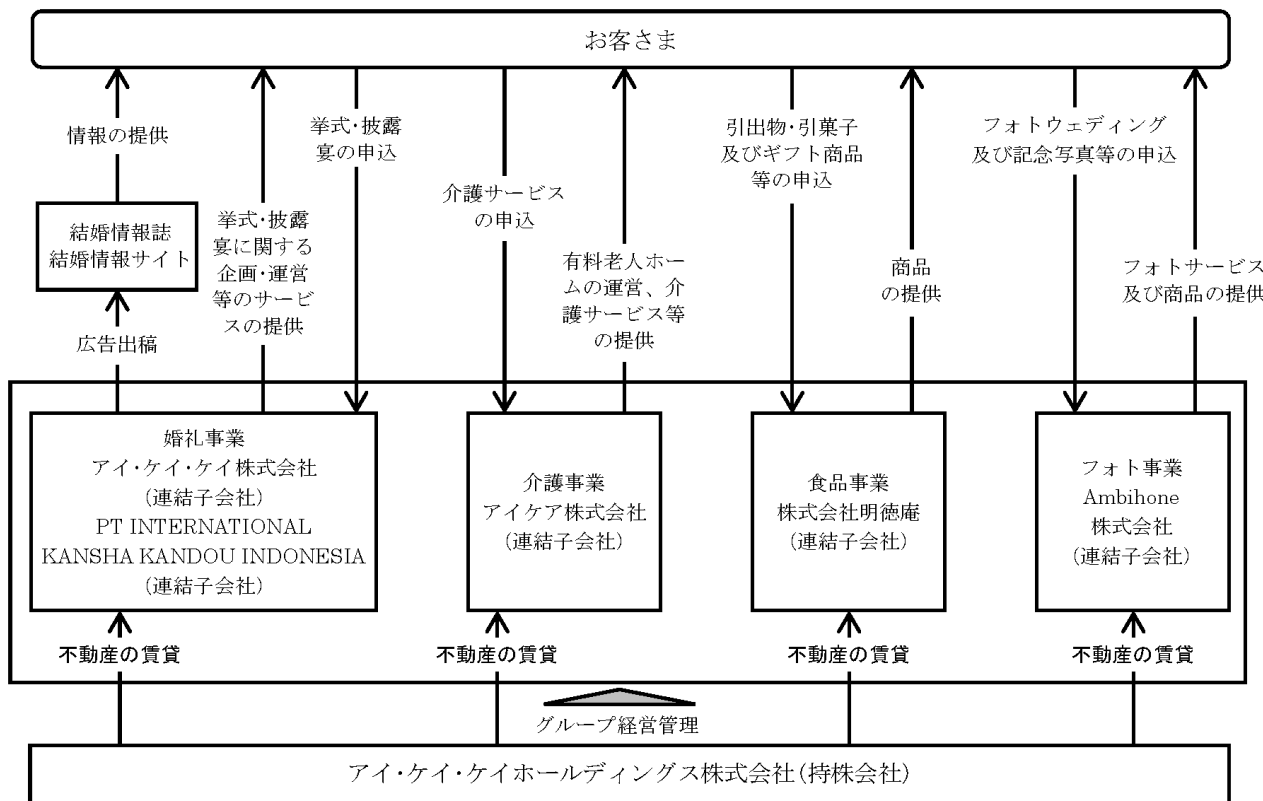 お客さま
情報の提供
結婚情報誌
結婚情報サイト
広告出稿
挙式・披露
宴に関する
企画・運営
等のサービ
スの提供
挙式・披露
宴の申込
介護サービス
の申込
有料老人ホー
ムの運営、介
護サービス等
の提供
引出物・引菓子
及びギフト商品
等の申込
商品
の提供
フォトウェディング
及び記念写真等の申込
フォトサービス
及び商品の提供
婚礼事業
アイ・ケイ・ケイ株式会社
(連結子会社)
PT INTERNATIONAL
KANSHA KANDOU INDONESIA
(連結子会社)
介護事業
アイケア株式会社
(連結子会社)
食品事業
株式会社明徳庵
(連結子会社)
フォト事業
Ambihone
株式会社
(連結子会社)
不動産の賃貸
不動産の賃貸
不動産の賃貸
不動産の賃貸
グループ経営管理
アイ・ケイ・ケイホールディングス株式会社(持株会社)